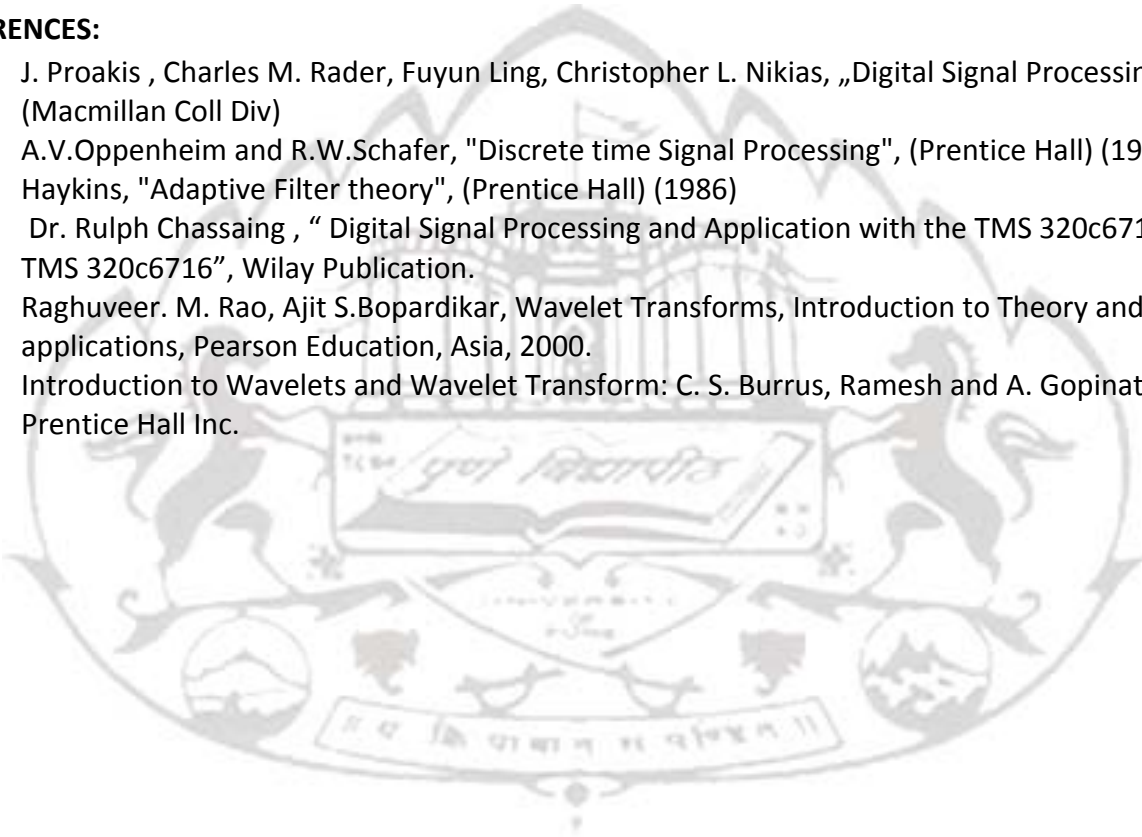 RENCES:
J. Proakis , Charles M. Rader, Fuyun Ling, Christopher L. Nikias, „Digital Signal Processin
(Macmillan Coll Div)
A.V.Oppenheim and R.W.Schafer, "Discrete time Signal Processing", (Prentice Hall) (19
Haykins, "Adaptive Filter theory", (Prentice Hall) (1986)
Dr. Rulph Chassaing , “ Digital Signal Processing and Application with the TMS 320c671
TMS 320c6716”, Wilay Publication.
Raghuveer. M. Rao, Ajit S.Bopardikar, Wavelet Transforms, Introduction to Theory and
applications, Pearson Education, Asia, 2000.
Introduction to Wavelets and Wavelet Transform: C. S. Burrus, Ramesh and A. Gopinat
Prentice Hall Inc.
पुणे विद्यापीठ